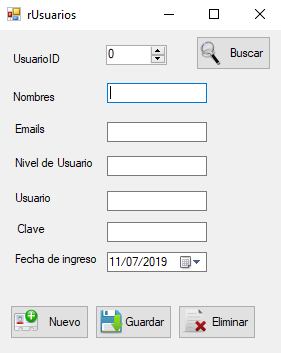 rUsuarios
UsuarioID 0 Buscar
Nombres
Emails
Nivel de Usuario
Usuario
Clave
Fecha de ingreso 11/07/2019
Nuevo Guardar Eliminar